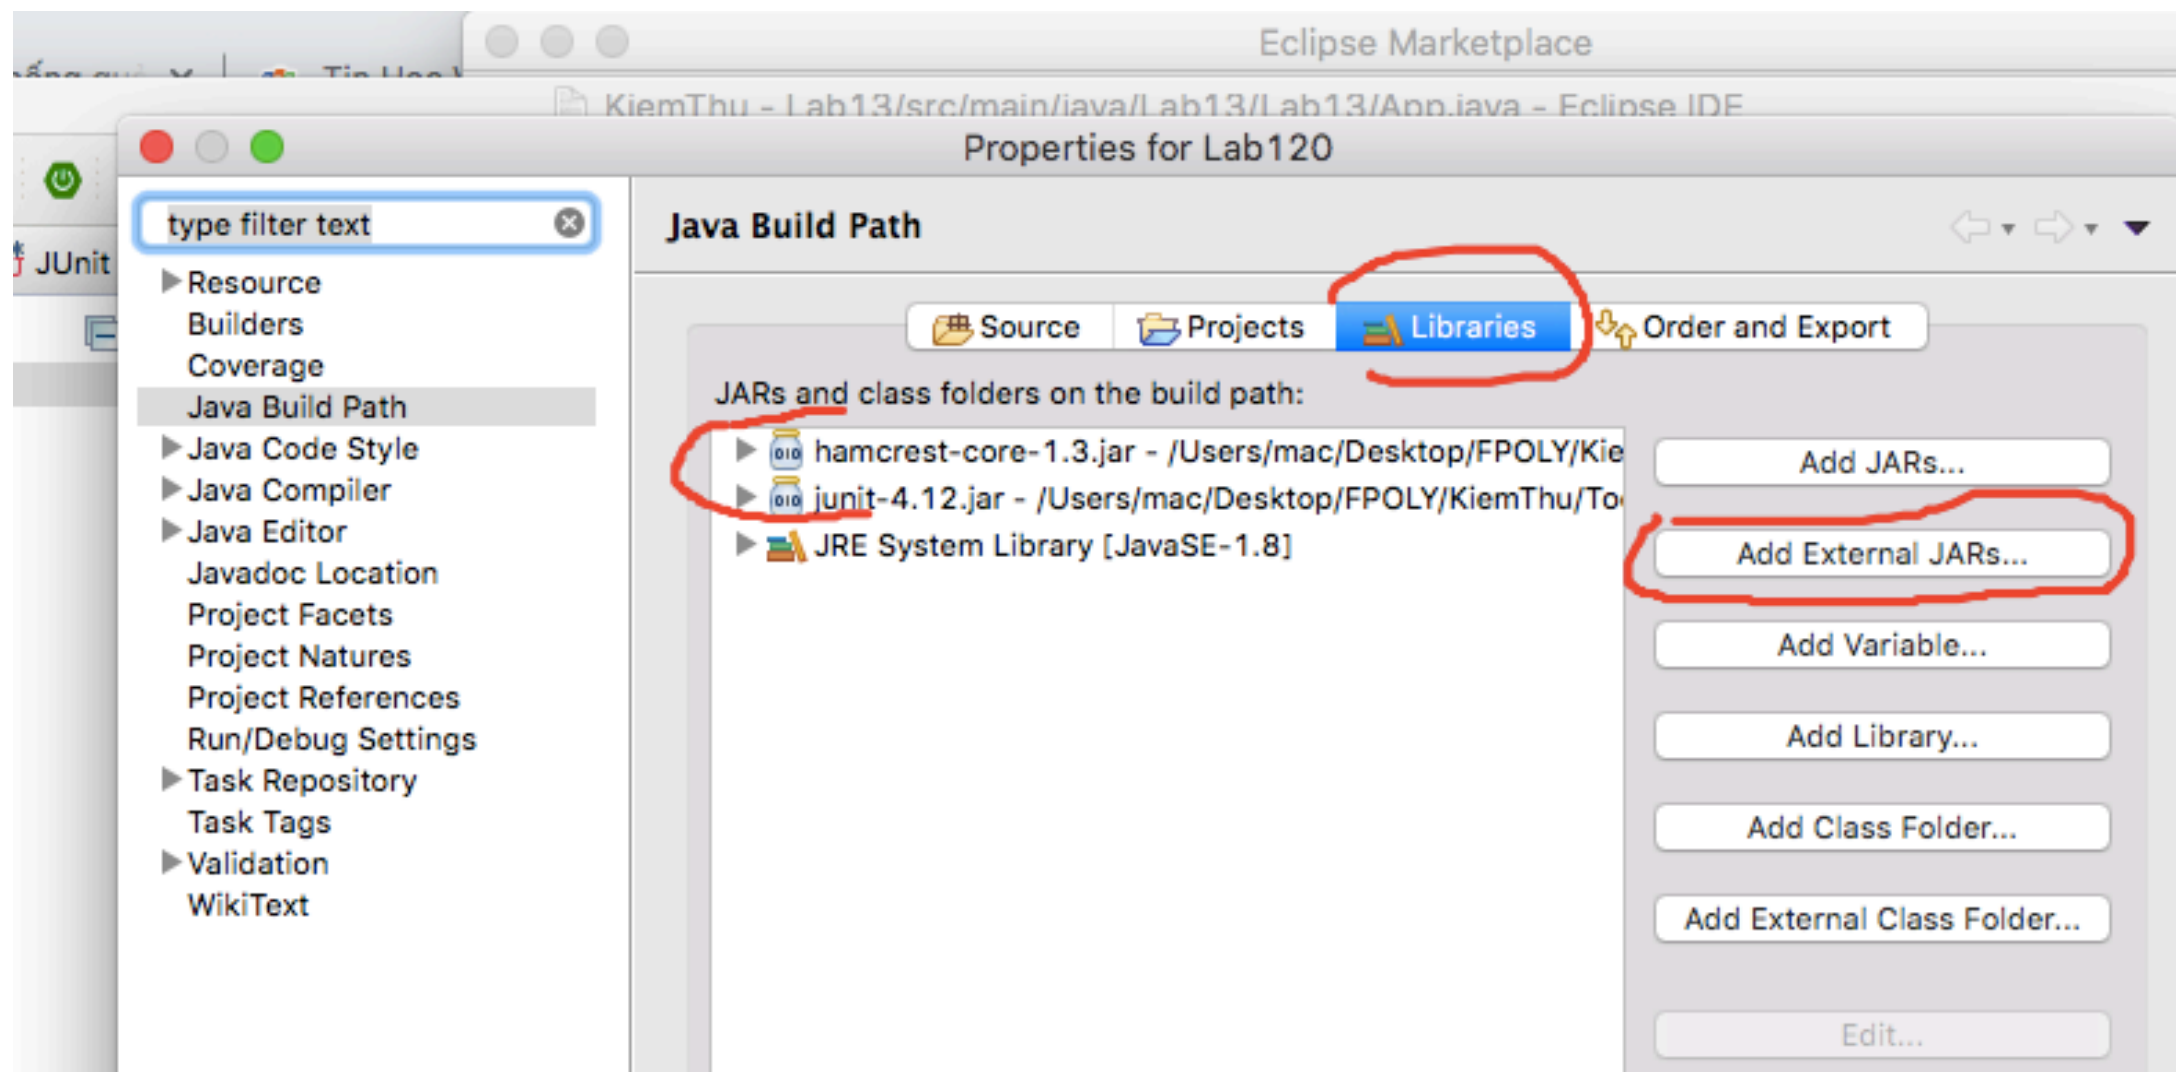 Eclipse Marketplace
KiemThu - Lab13/src/main/java/Lab13/Lab13/App.java - Eclipse IDE
Properties for Lab120
type filter text
JUnit
Resource
Builders
Coverage
Java Build Path
Java Code Style
Java Compiler
Java Editor
Javadoc Location
Project Facets
Project Natures
Project References
Run/Debug Settings
Task Repository
Task Tags
Validation
WikiText
Java Build Path
Source Projects Libraries Order and Export
JARs and class folders on the build path:
hamcrest-core-1.3.jar - /Users/mac/Desktop/FPOLY/Kie
junit-4.12.jar - /Users/mac/Desktop/FPOLY/KiemThu/To
JRE System Library [JavaSE-1.8]
Add JARs...
Add External JARs...
Add Variable...
Add Library...
Add Class Folder...
Add External Class Folder...
Edit...